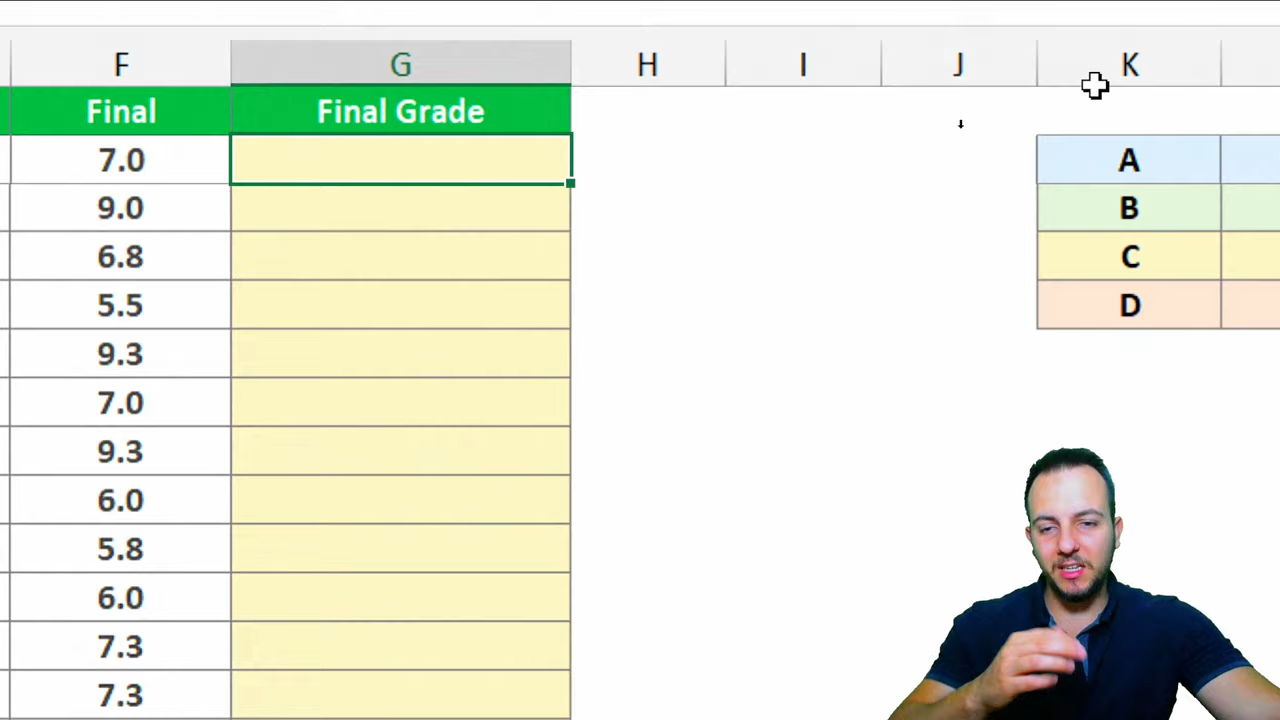 F G H I J K
Final Final Grade
7.0 A
9.0 B
6.8 C
5.5 D
9.3
7.0
9.3
6.0
5.8
6.0
7.3
7.3